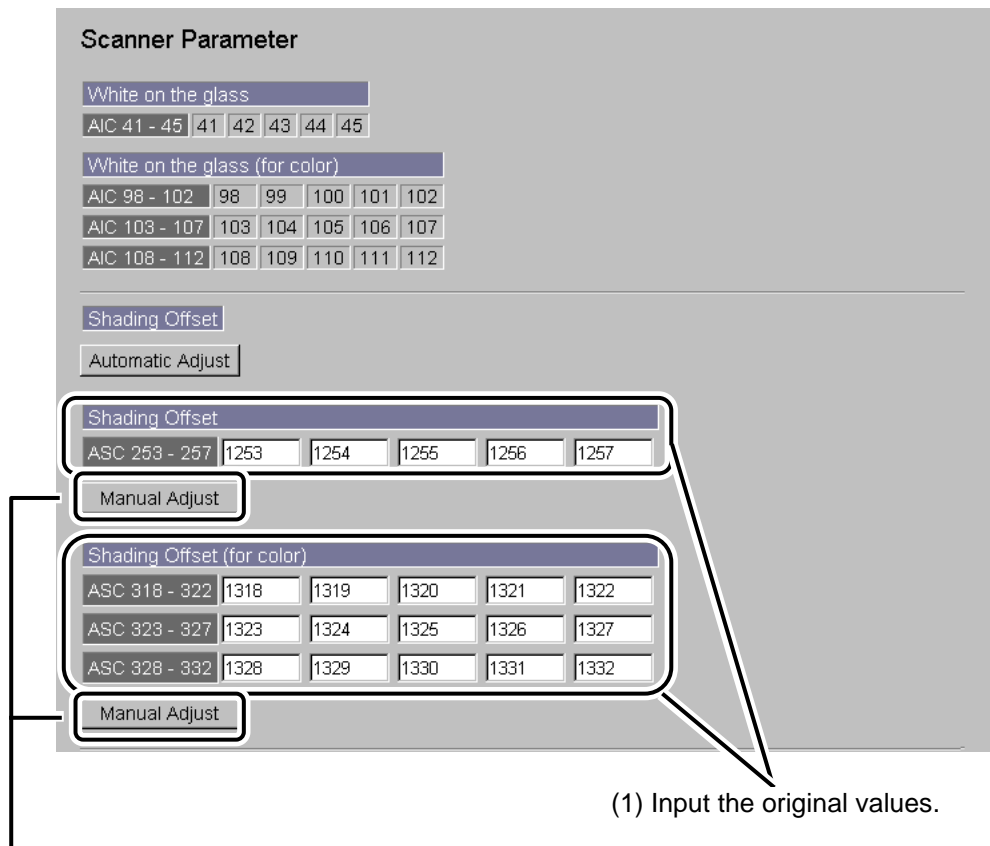 Scanner Parameter
White on the glass
AIC 41 - 45 41 42 43 44 45
White on the glass (for color)
AIC 98 - 102 98 99 100 101 102
AIC 103 - 107 103 104 105 106 107
AIC 108 - 112 108 109 110 111 112
Shading Offset
Automatic Adjust
Shading Offset
ASC 253 - 257 1253 1254 1255 1256 1257
Manual Adjust
Shading Offset (for color)
ASC 318 - 322 1318 1319 1320 1321 1322
ASC 323 - 327 1323 1324 1325 1326 1327
ASC 328 - 332 1328 1329 1330 1331 1332
Manual Adjust
(1) Input the original values.